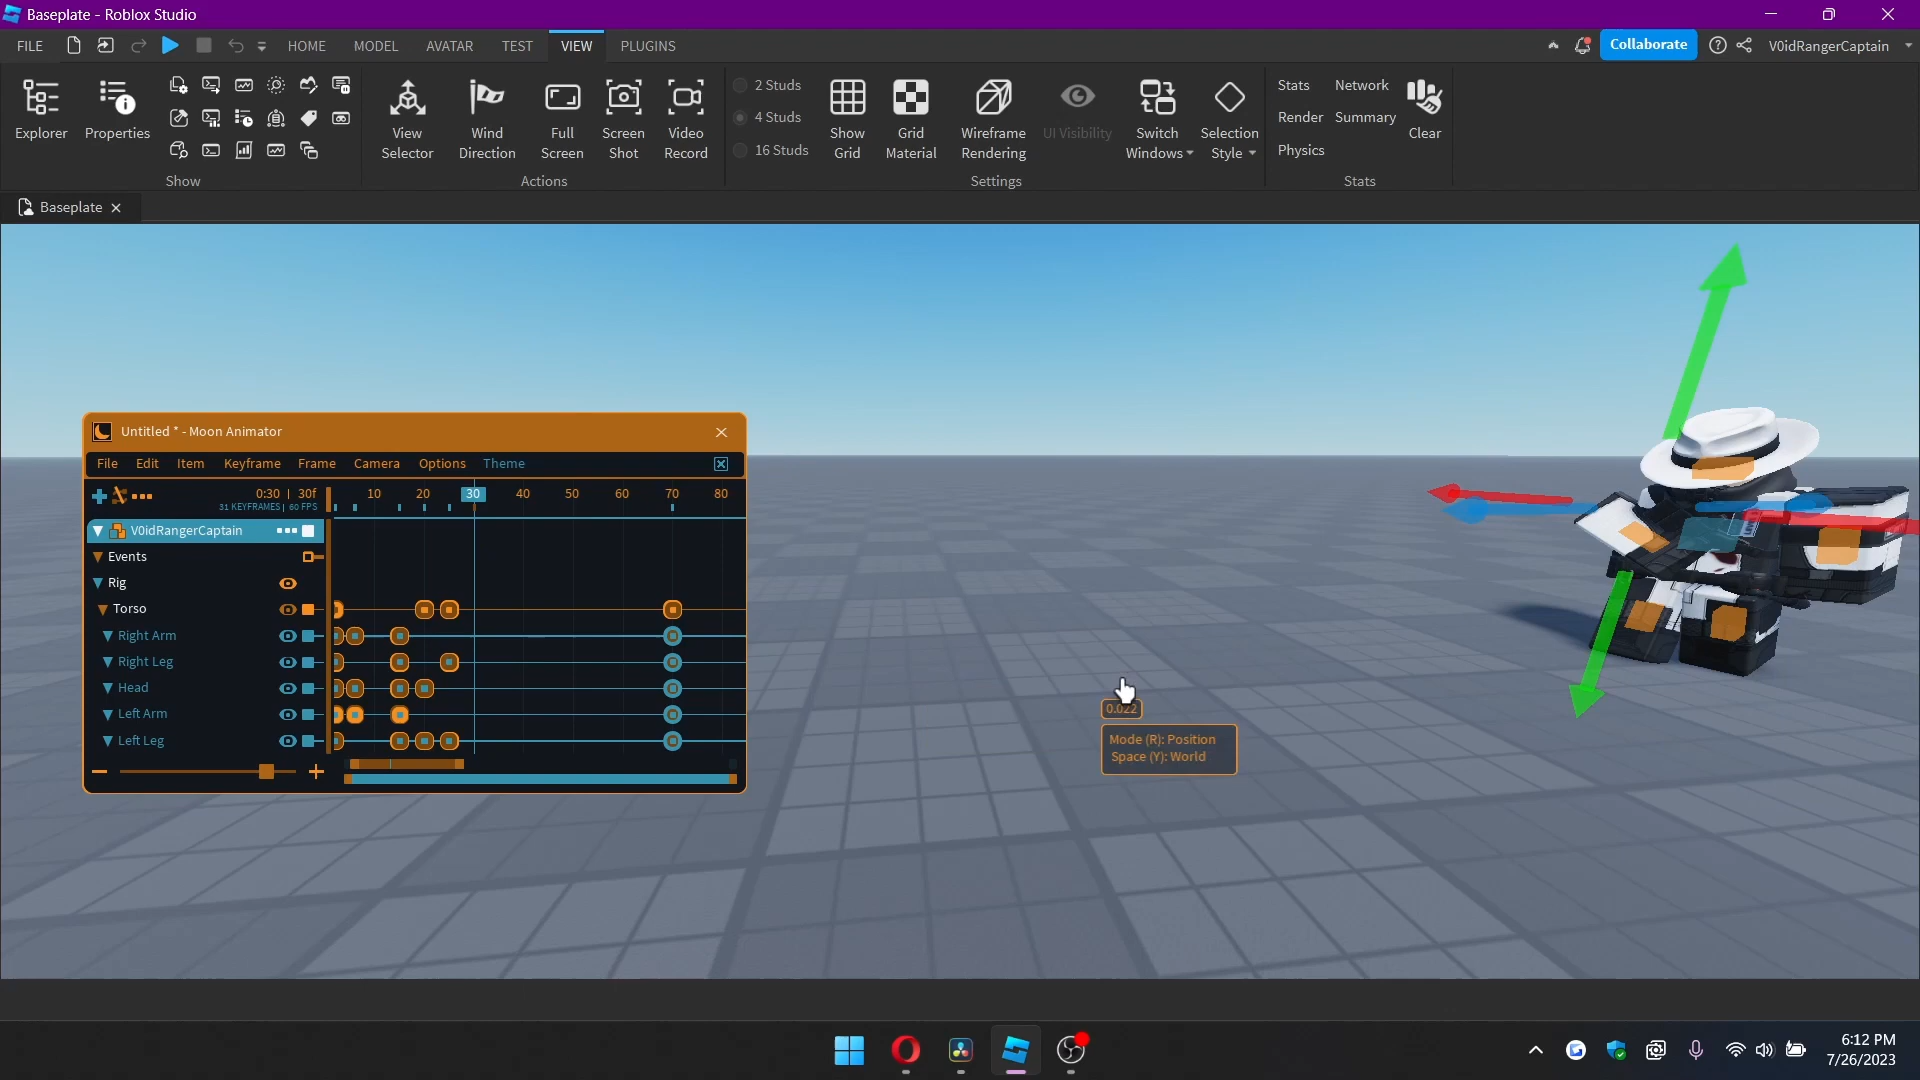 Baseplate - Roblox Studio
FILE HOME MODEL AVATAR TEST VIEW PLUGINS Collaborate V0idRangerCaptain
Explorer
Properties
Show
View Selector
Wind Direction
Full Screen
Screen Shot
Video Record
Actions
2 Studs
4 Studs
16 Studs
Show Grid
Grid Material
Wireframe Rendering
UI Visibility
Switch Windows
Selection Style
Settings
Stats Network
Render Summary
Physics
Clear
Stats
Baseplate
Untitled * - Moon Animator
File Edit Item Keyframe Frame Camera Options Theme
0:30 | 30f 10 20 30 40 50 60 70 80
31 KEYFRAMES | 60 FPS
V0idRangerCaptain
Events
Rig
Torso
Right Arm
Right Leg
Head
Left Arm
Left Leg
0.022
Mode (R): Position
Space (Y): World
6:12 PM
7/26/2023